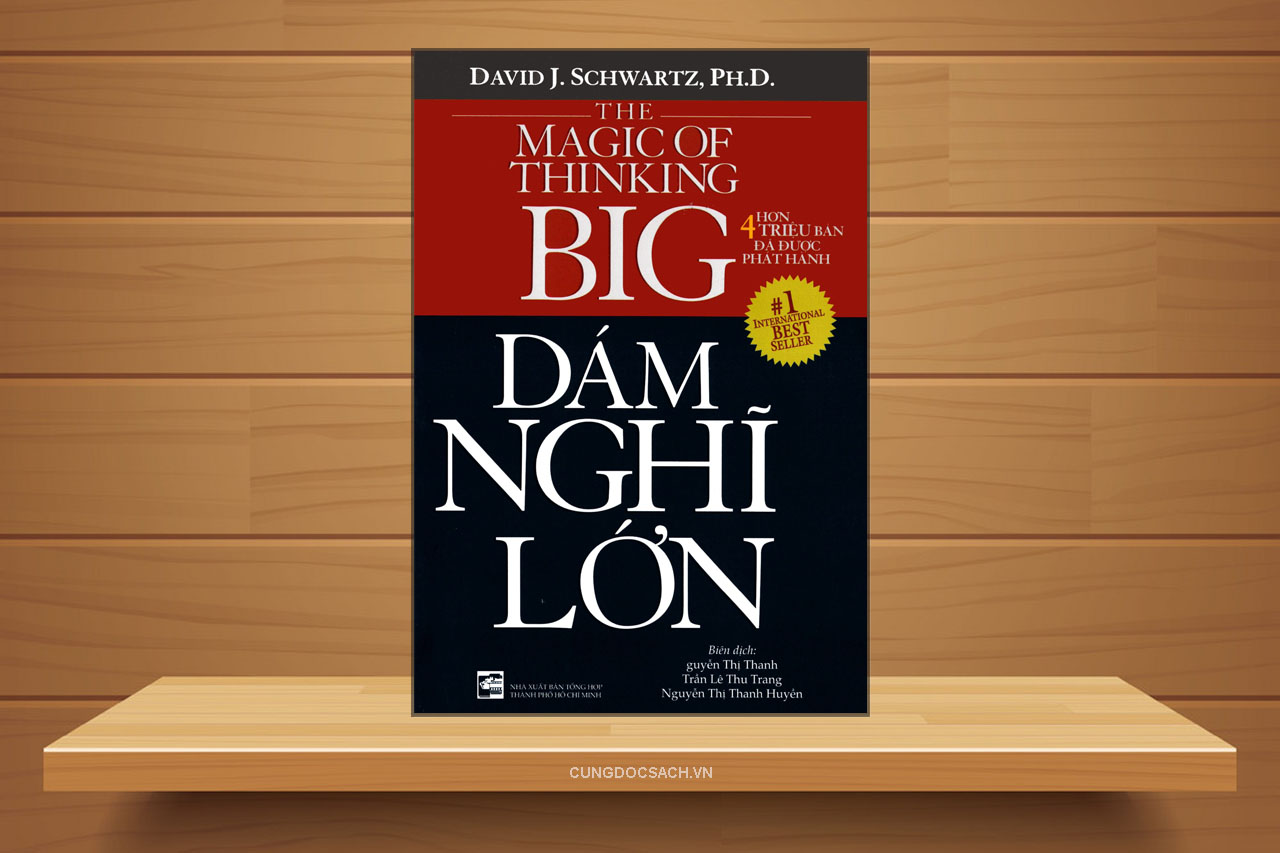 DAVID J. SCHWARTZ, PH.D.
THE
MAGIC OF
THINKING
BIG
4 HƠN
TRIỆU BẢN
ĐÃ ĐƯỢC
PHÁT HÀNH
#1
INTERNATIONAL
BEST
SELLER
DÁM
NGHĨ
LỚN
Biên dịch:
guyễn Thị Thanh
Trần Lê Thu Trang
Nguyễn Thị Thanh Huyền
NHÀ XUẤT BẢN TỔNG HỢP
THÀNH PHỐ HỒ CHÍ MINH
CUNGDOCSACH.VN